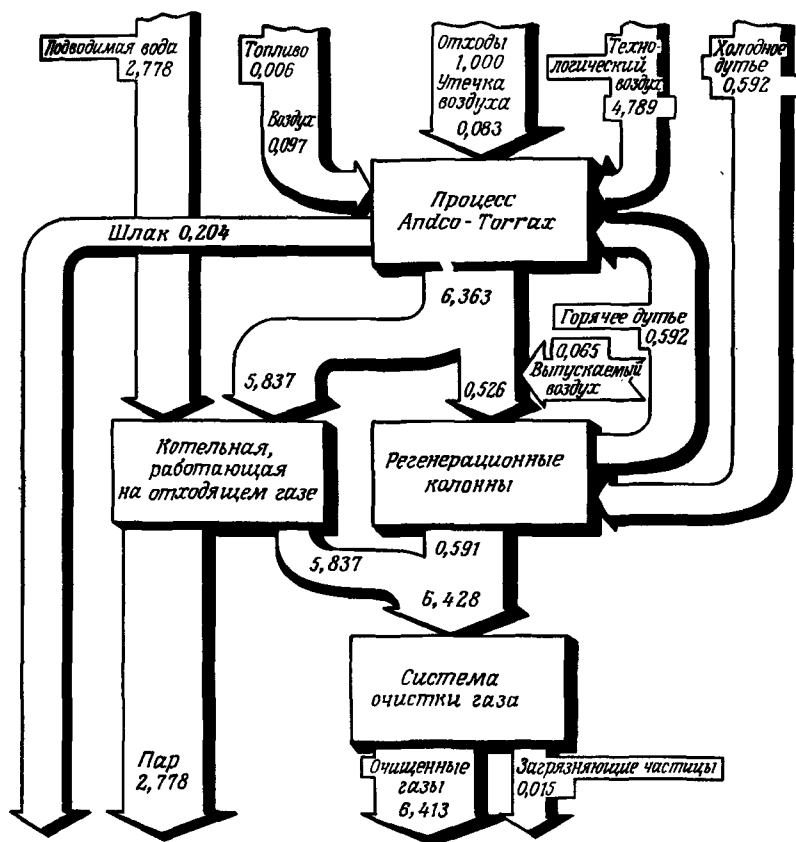 Подводимая вода
2,778
Топливо
0,006
Воздух
0,097
Отходы
1,000
Утечка
воздуха
0,083
Техно-
логический
воздух
4,789
Холодное
дутье
0,592
Процесс
Andco-Torrax
Шлак 0,204
6,363
Горячее дутье
0,592
0,065
Выпускаемый
воздух
5,837
0,526
Котельная,
работающая
на отходящем газе
Регенерационные
колонны
5,837
0,591
6,428
Система
очистки газа
Пар
2,778
Очищенные
газы
6,413
Загрязняющие частицы
0,015